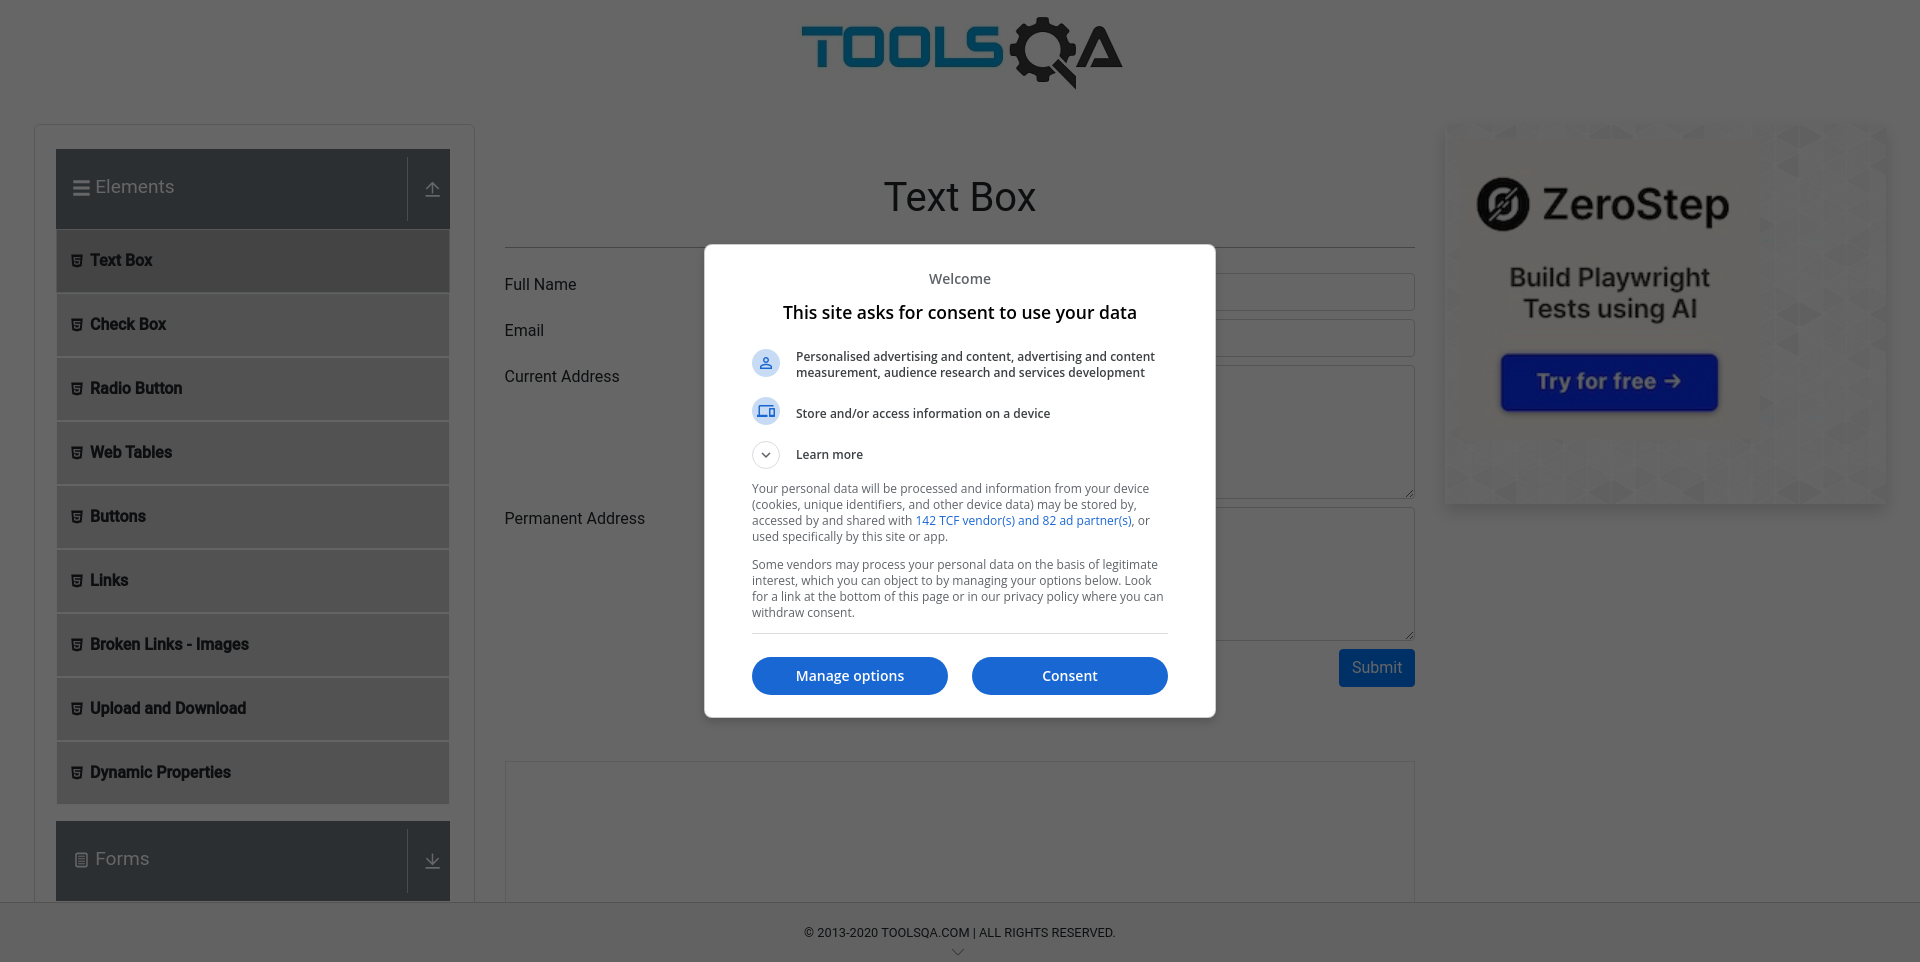 TOOLSQA
Elements
Text Box
Check Box
Radio Button
Web Tables
Buttons
Links
Broken Links - Images
Upload and Download
Dynamic Properties
Forms
Text Box
Full Name
Email
Current Address
Permanent Address
Submit
Welcome
This site asks for consent to use your data
Personalised advertising and content, advertising and content
measurement, audience research and services development
Store and/or access information on a device
Learn more
Your personal data will be processed and information from your device
(cookies, unique identifiers, and other device data) may be stored by,
accessed by and shared with 142 TCF vendor(s) and 82 ad partner(s), or
used specifically by this site or app.
Some vendors may process your personal data on the basis of legitimate
interest, which you can object to by managing your options below. Look
for a link at the bottom of this page or in our privacy policy where you can
withdraw consent.
Manage options
Consent
ZeroStep
Build Playwright
Tests using AI
Try for free →
© 2013-2020 TOOLSQA.COM | ALL RIGHTS RESERVED.